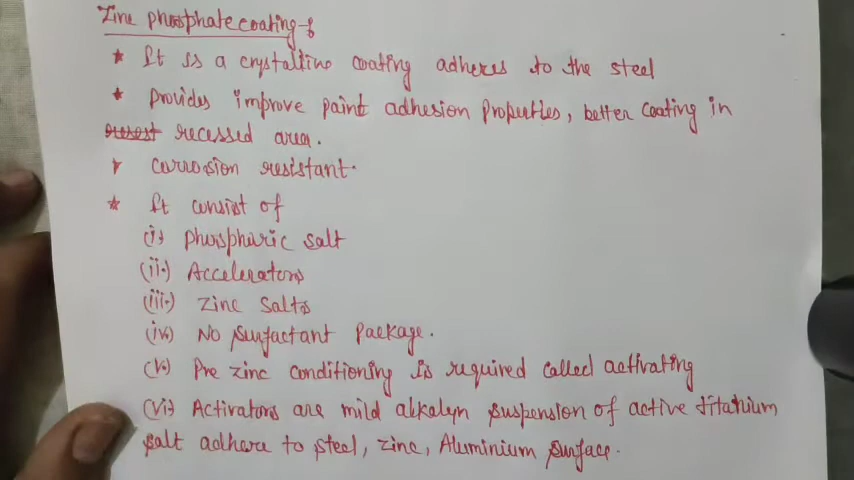 Zinc phosphate coating :-
* It is a crystalline coating adheres to the steel
* provides improve paint adhesion properties, better coating in
recessed area.
* corrosion resistant.
* It consist of
(i) phosphoric salt
(ii.) Accelerators
(iii.) Zinc salts
(iv) No surfactant package.
(v.) Pre zinc conditioning is required called activating
(vi) Activators are mild alkalyn suspension of active titanium
salt adhere to steel, zinc, Aluminium surface.